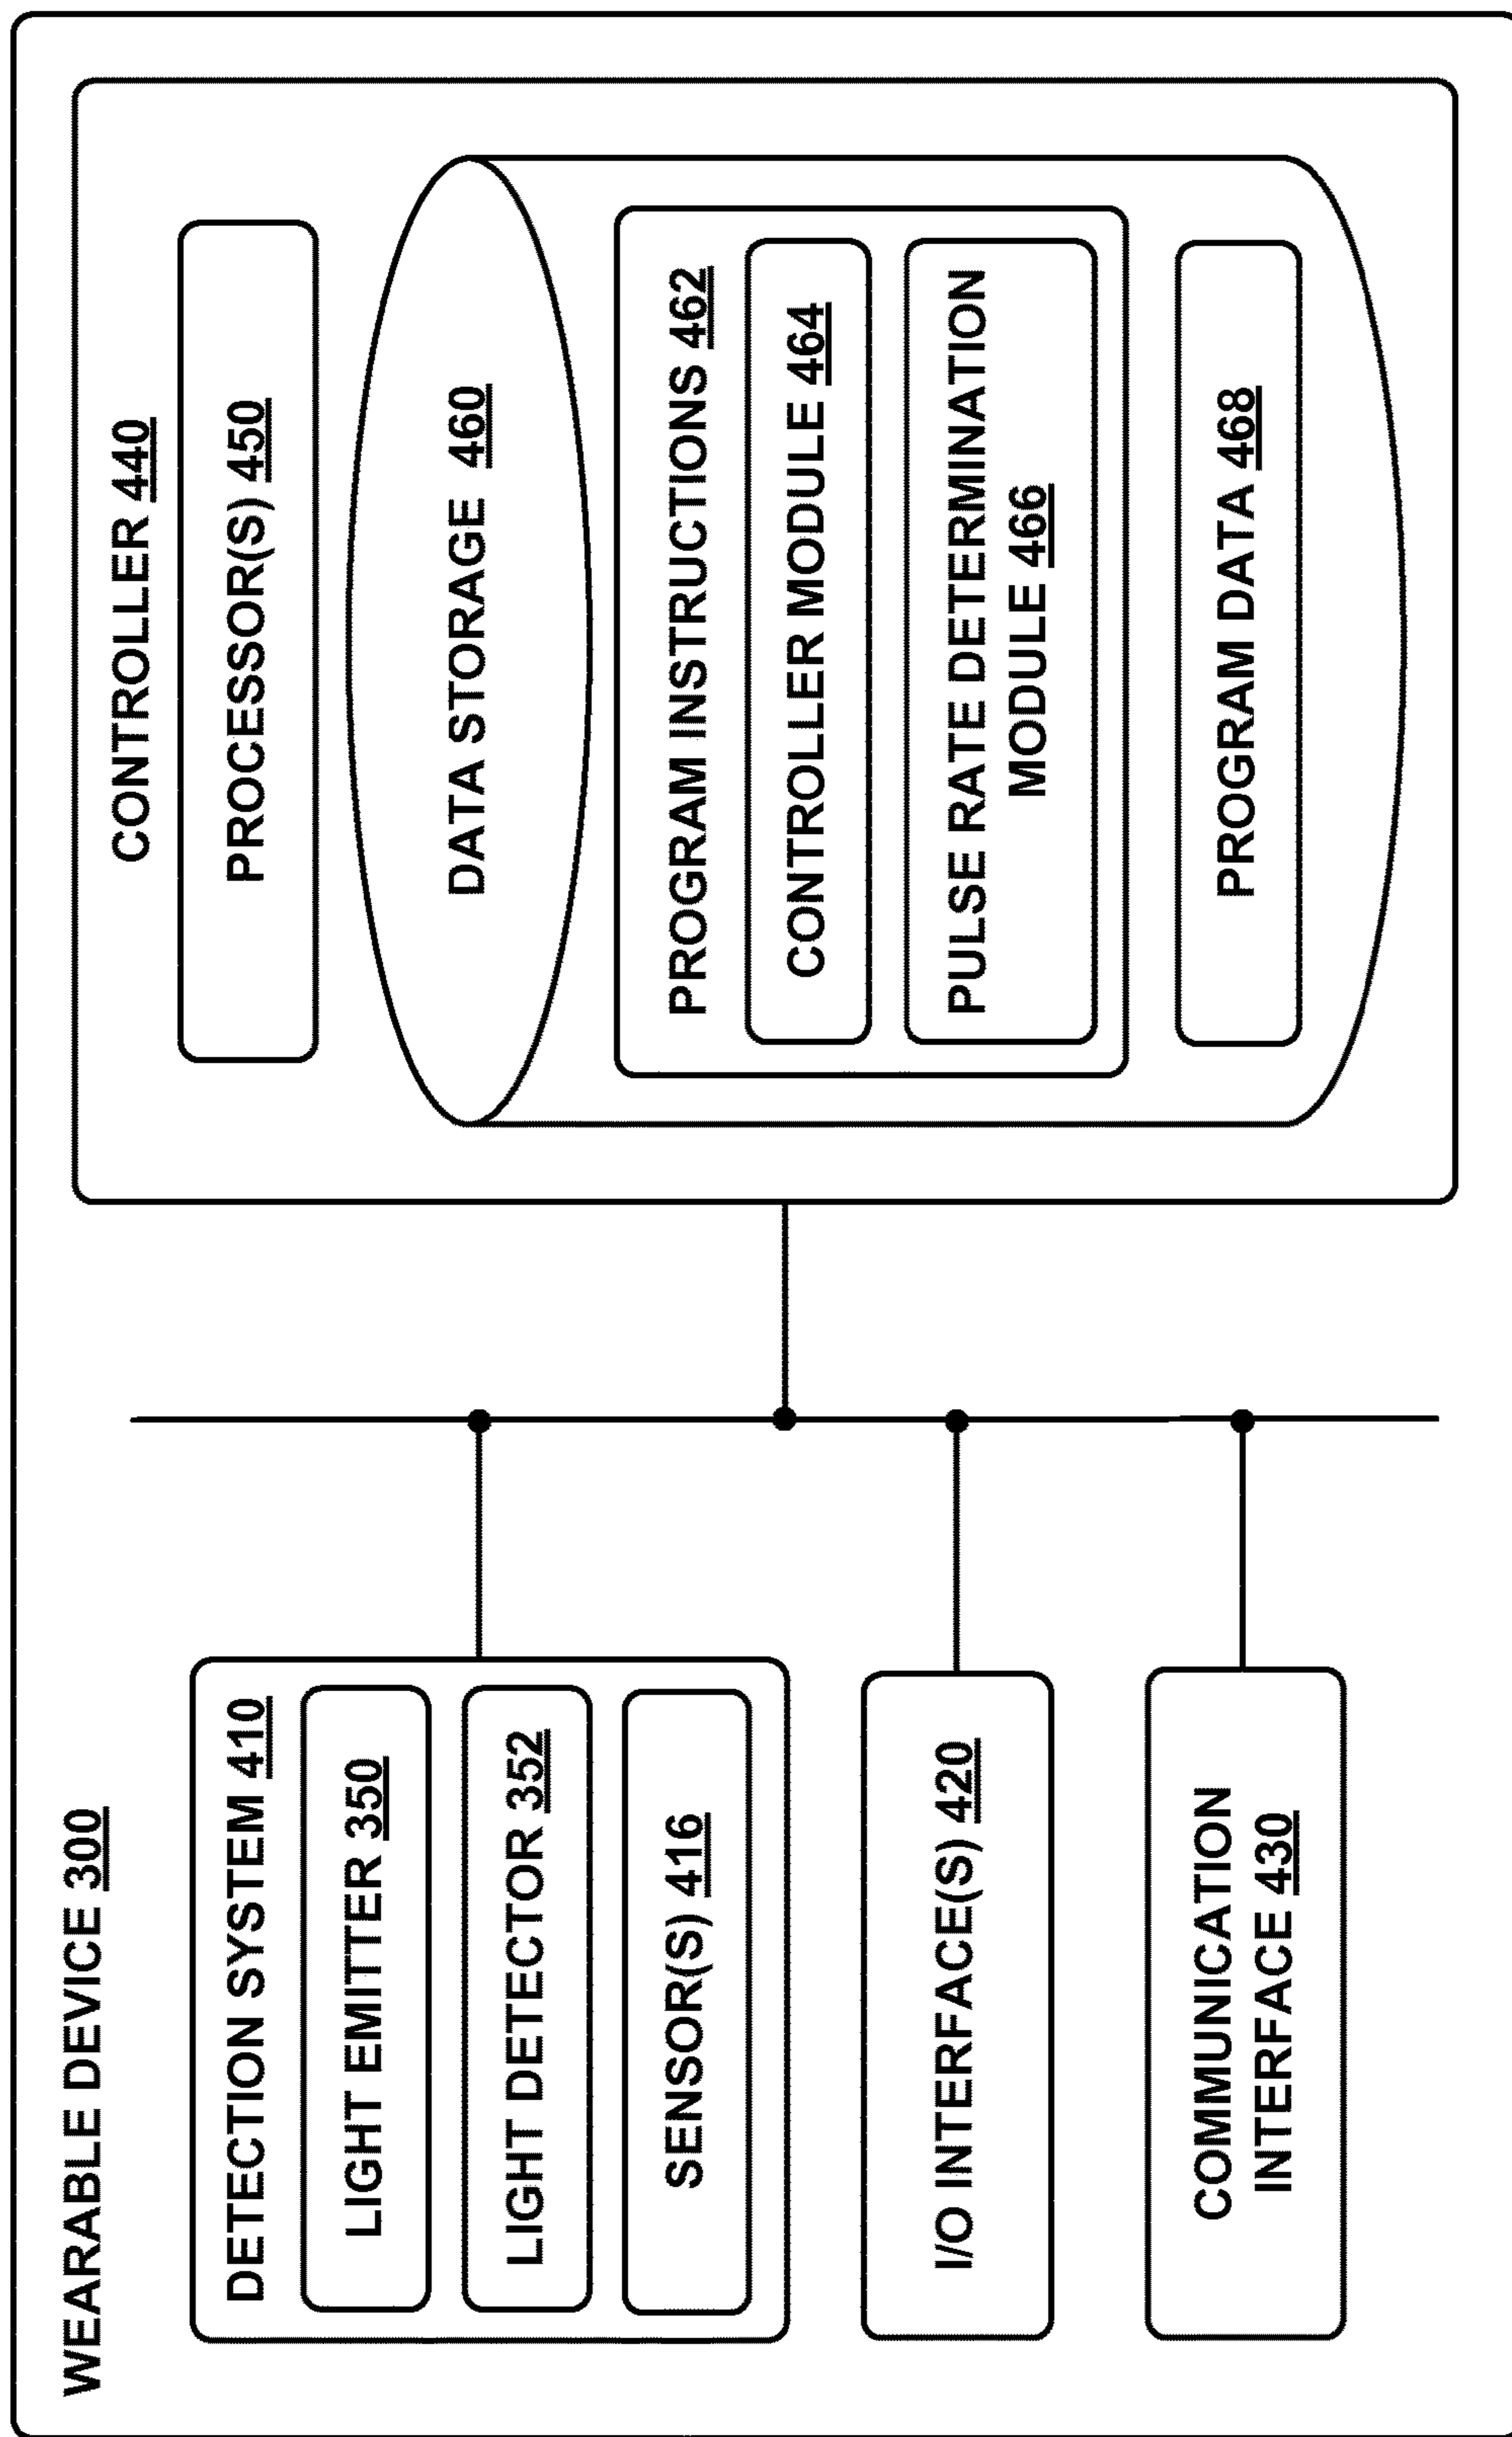 WEARABLE DEVICE 300
DETECTION SYSTEM 410
LIGHT EMITTER 350
LIGHT DETECTOR 352
SENSOR(S) 416
I/O INTERFACE(S) 420
COMMUNICATION
INTERFACE 430
CONTROLLER 440
PROCESSOR(S) 450
DATA STORAGE 460
PROGRAM INSTRUCTIONS 462
CONTROLLER MODULE 464
PULSE RATE DETERMINATION
MODULE 466
PROGRAM DATA 468